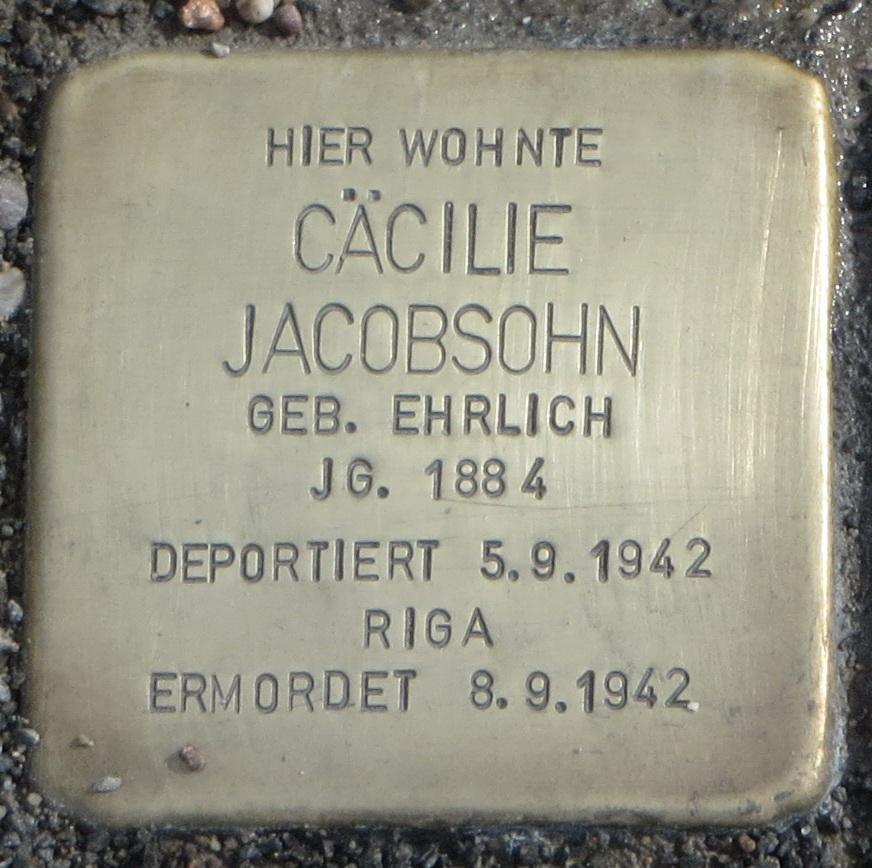 HIER WOHNTE
CÄCILIE
JACOBSOHN
GEB. EHRLICH
JG. 1884
DEPORTIERT 5.9.1942
RIGA
ERMORDET 8.9.1942